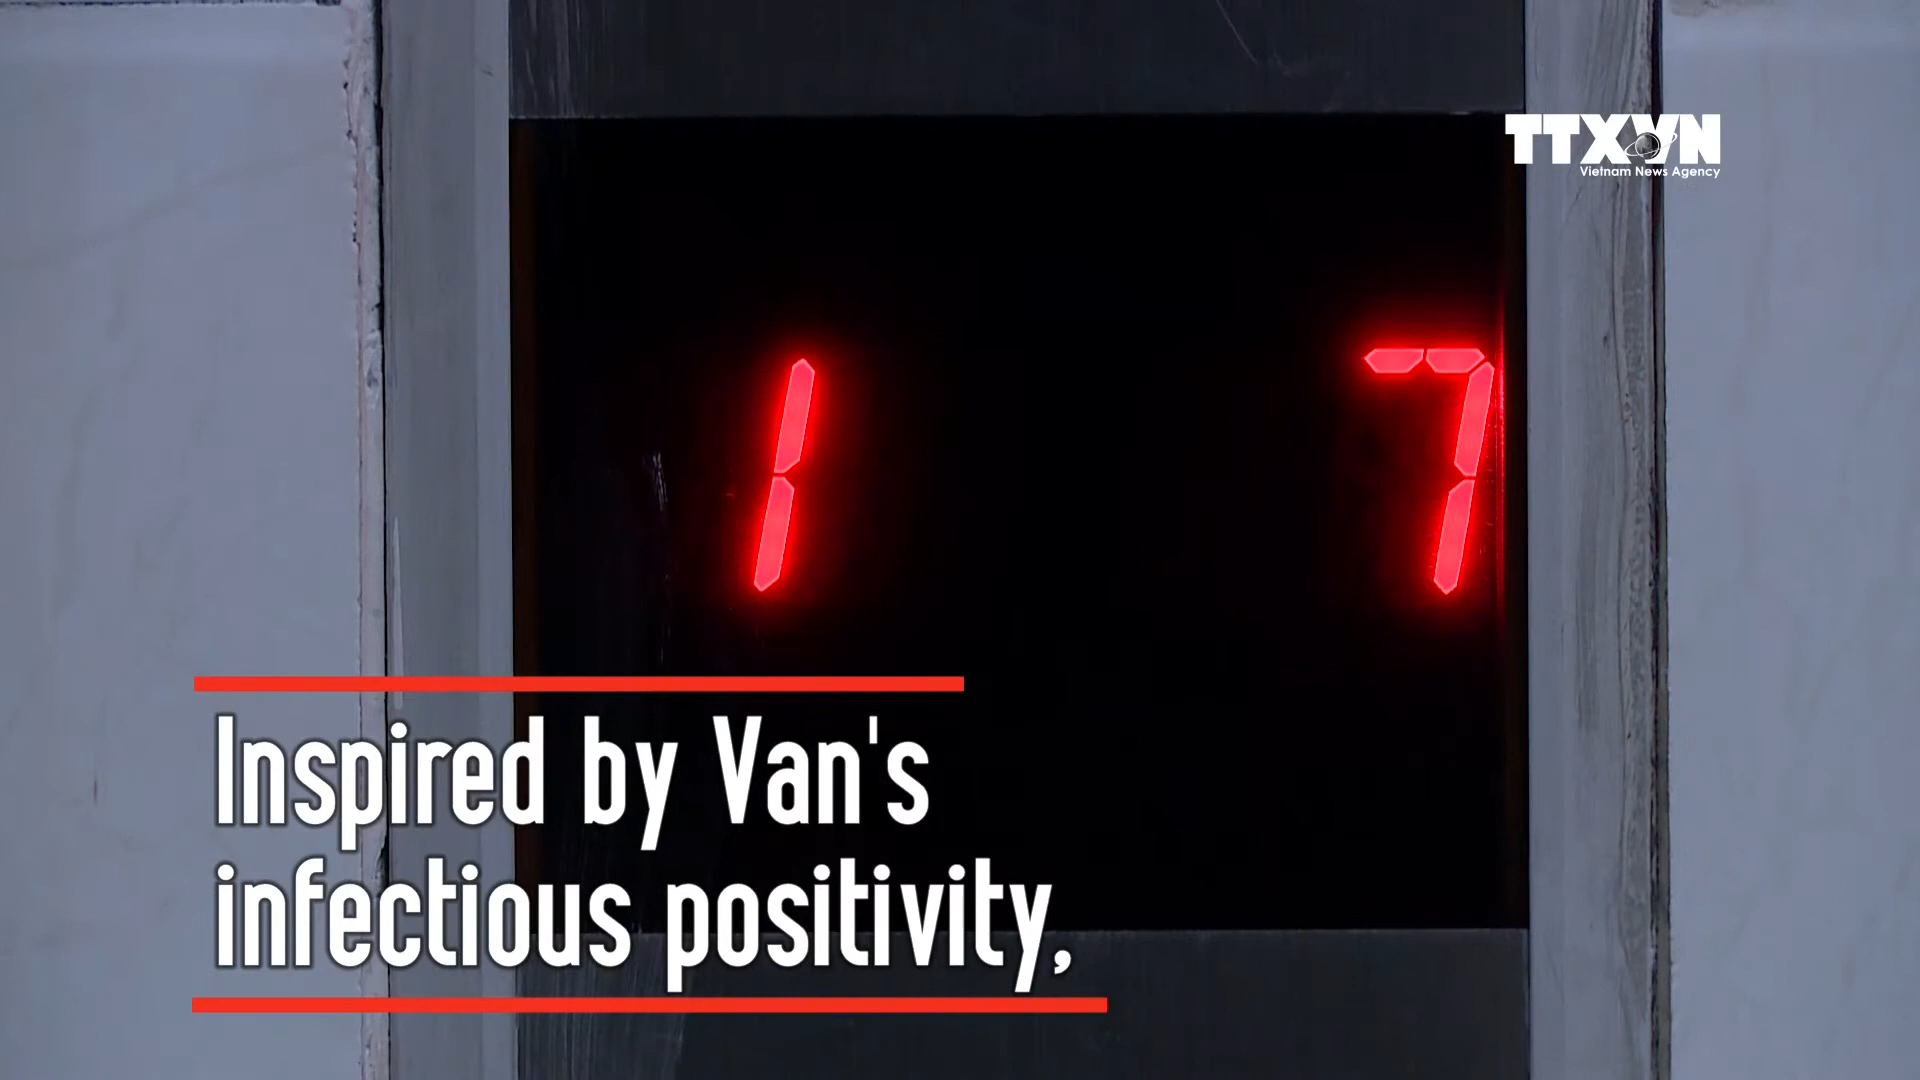 TTXVN
Vietnam News Agency
1 7
Inspired by Van's
infectious positivity,